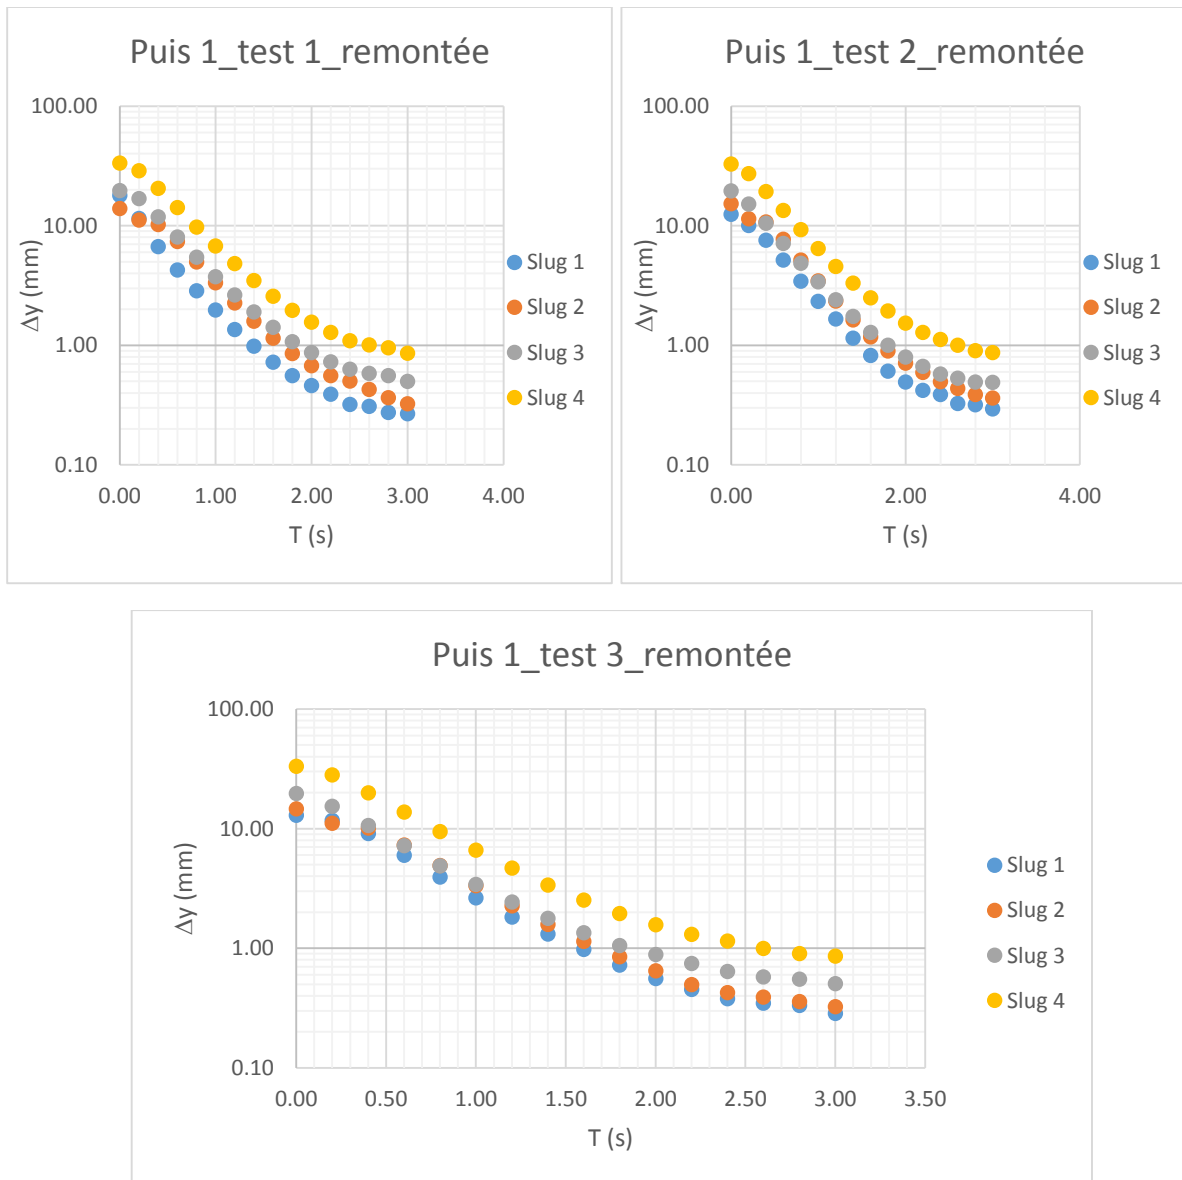 Puis 1_test 1_remontée
100.00
10.00
1.00
0.10
Δy (mm)
0.00 1.00 2.00 3.00 4.00
T (s)
Slug 1
Slug 2
Slug 3
Slug 4
Puis 1_test 2_remontée
100.00
10.00
1.00
0.10
Δy (mm)
0.00 2.00 4.00
T (s)
Slug 1
Slug 2
Slug 3
Slug 4
Puis 1_test 3_remontée
100.00
10.00
1.00
0.10
Δy (mm)
0.00 0.50 1.00 1.50 2.00 2.50 3.00 3.50
T (s)
Slug 1
Slug 2
Slug 3
Slug 4